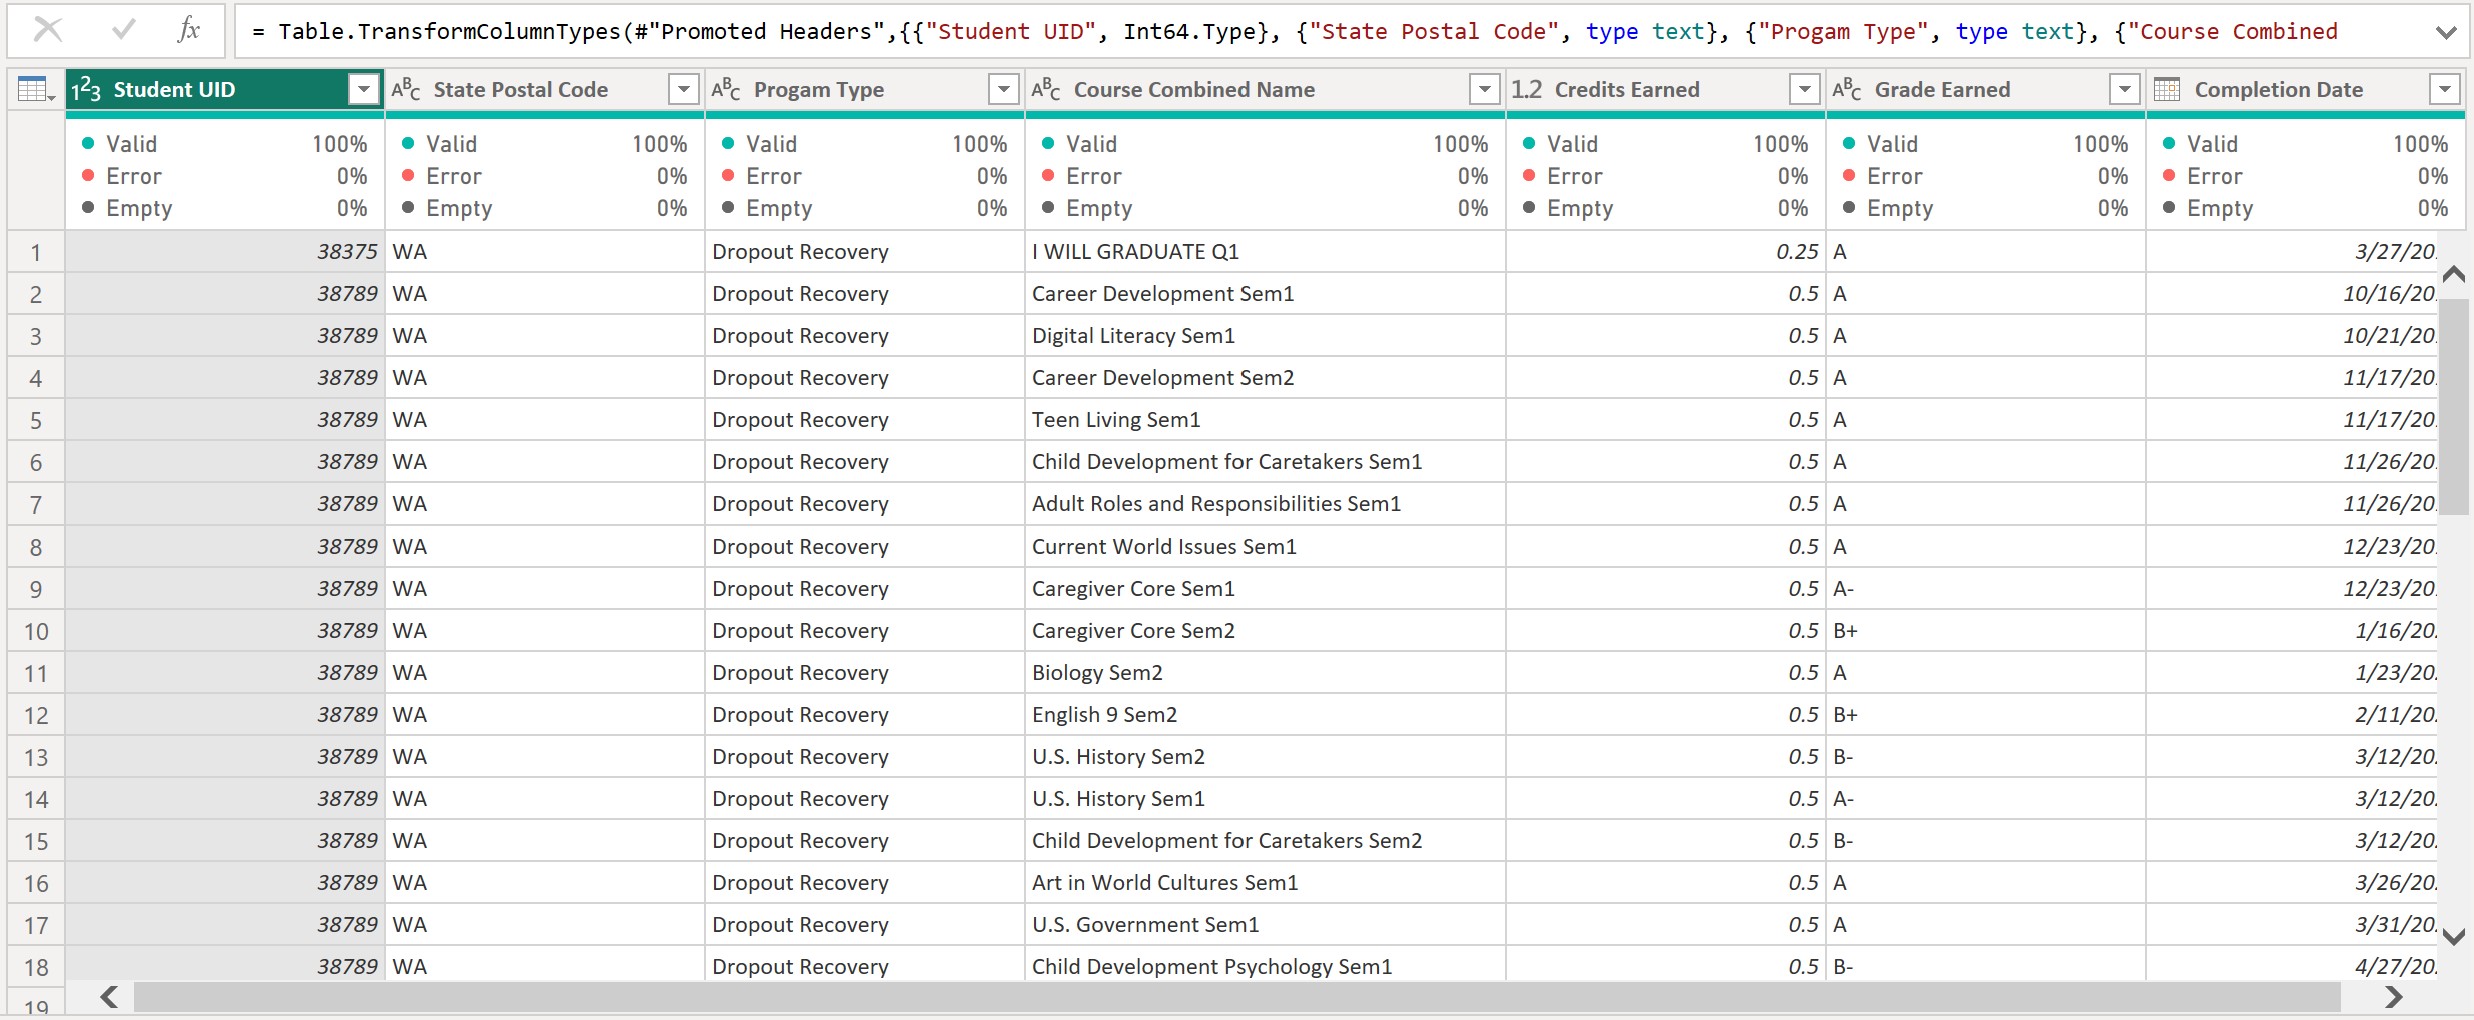 fx = Table.TransformColumnTypes(#"Promoted Headers",{{"Student UID", Int64.Type}, {"State Postal Code", type text}, {"Progam Type", type text}, {"Course Combined
1²3 Student UID ABC State Postal Code ABC Progam Type ABC Course Combined Name 1.2 Credits Earned ABC Grade Earned Completion Date
Valid 100% Valid 100% Valid 100% Valid 100% Valid 100% Valid 100% Valid 100%
Error 0% Error 0% Error 0% Error 0% Error 0% Error 0% Error 0%
Empty 0% Empty 0% Empty 0% Empty 0% Empty 0% Empty 0% Empty 0%
1 38375 WA Dropout Recovery I WILL GRADUATE Q1 0.25 A 3/27/20
2 38789 WA Dropout Recovery Career Development Sem1 0.5 A 10/16/20
3 38789 WA Dropout Recovery Digital Literacy Sem1 0.5 A 10/21/20
4 38789 WA Dropout Recovery Career Development Sem2 0.5 A 11/17/20
5 38789 WA Dropout Recovery Teen Living Sem1 0.5 A 11/17/20
6 38789 WA Dropout Recovery Child Development for Caretakers Sem1 0.5 A 11/26/20
7 38789 WA Dropout Recovery Adult Roles and Responsibilities Sem1 0.5 A 11/26/20
8 38789 WA Dropout Recovery Current World Issues Sem1 0.5 A 12/23/20
9 38789 WA Dropout Recovery Caregiver Core Sem1 0.5 A- 12/23/20
10 38789 WA Dropout Recovery Caregiver Core Sem2 0.5 B+ 1/16/20
11 38789 WA Dropout Recovery Biology Sem2 0.5 A 1/23/20
12 38789 WA Dropout Recovery English 9 Sem2 0.5 B+ 2/11/20
13 38789 WA Dropout Recovery U.S. History Sem2 0.5 B- 3/12/20
14 38789 WA Dropout Recovery U.S. History Sem1 0.5 A- 3/12/20
15 38789 WA Dropout Recovery Child Development for Caretakers Sem2 0.5 B- 3/12/20
16 38789 WA Dropout Recovery Art in World Cultures Sem1 0.5 A 3/26/20
17 38789 WA Dropout Recovery U.S. Government Sem1 0.5 A 3/31/20
18 38789 WA Dropout Recovery Child Development Psychology Sem1 0.5 B- 4/27/20
19